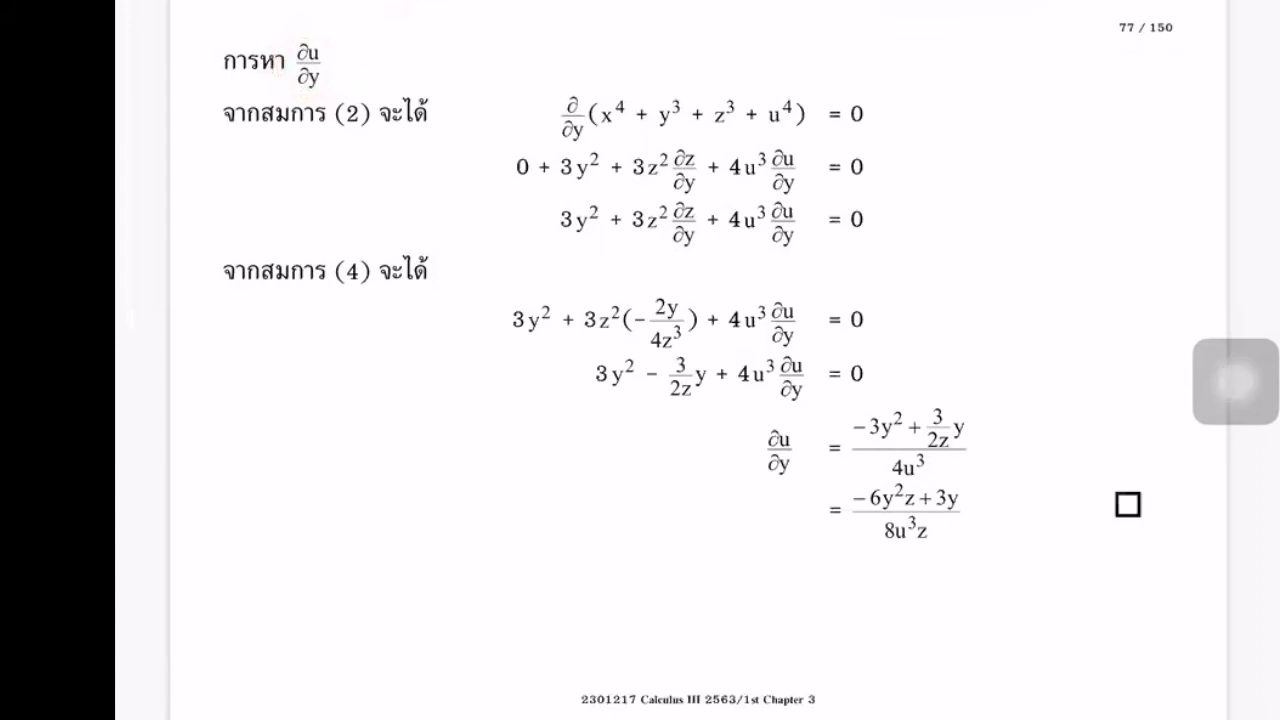 77 / 150
การหา ∂u/∂y
จากสมการ (2) จะได้ ∂/∂y(x⁴ + y³ + z³ + u⁴) = 0
0 + 3y² + 3z² ∂z/∂y + 4u³ ∂u/∂y = 0
3y² + 3z² ∂z/∂y + 4u³ ∂u/∂y = 0
จากสมการ (4) จะได้
3y² + 3z²(−2y/4z³) + 4u³ ∂u/∂y = 0
3y² − 3/2z y + 4u³ ∂u/∂y = 0
∂u/∂y = (−3y² + 3/2z y)/4u³
= (−6y²z + 3y)/8u³z □
2301217 Calculus III 2563/1st Chapter 3